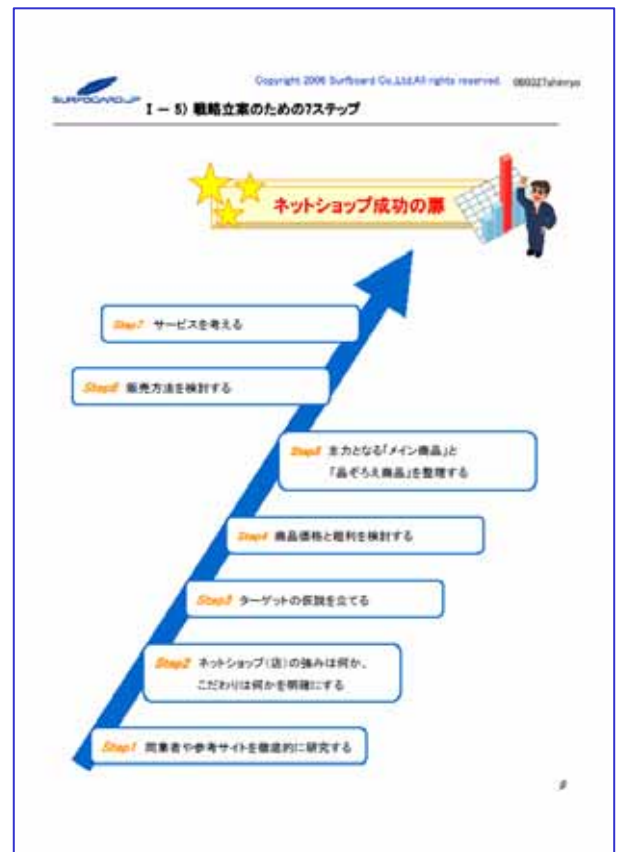 Copyright 2006 Surfboard Co.,Ltd.All rights reserved.
SURFBOARD.JP
I － 5) 戦略立案のための7ステップ
ネットショップ成功の扉
Step7 サービスを考える
Step6 販売方法を検討する
Step5 主力となる「メイン商品」と
「品ぞろえ商品」を整理する
Step4 商品価格と粗利を検討する
Step3 ターゲットの仮説を立てる
Step2 ネットショップ(店)の強みは何か、
こだわりは何かを明確にする
Step1 同業者や参考サイトを徹底的に研究する